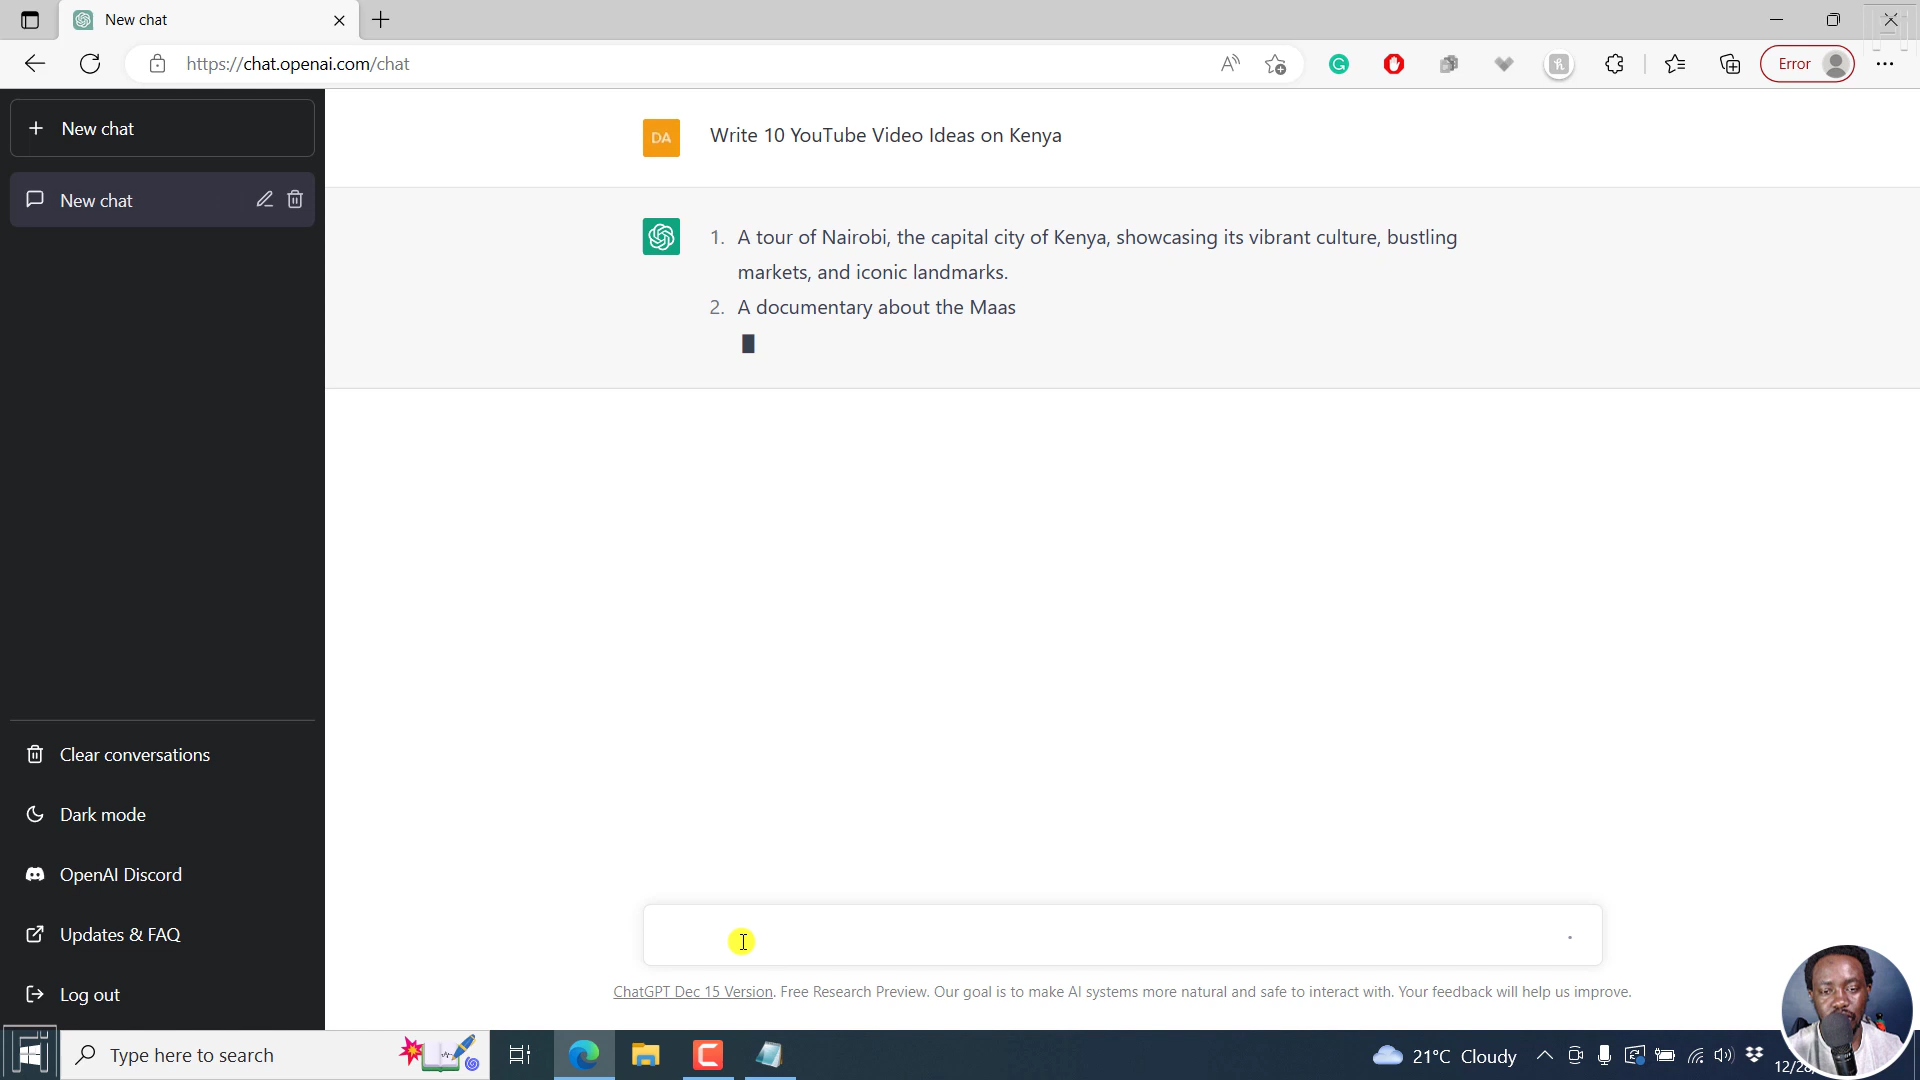 New chat
https://chat.openai.com/chat
Error
New chat
New chat
Clear conversations
Dark mode
OpenAI Discord
Updates & FAQ
Log out
DA
Write 10 YouTube Video Ideas on Kenya
1. A tour of Nairobi, the capital city of Kenya, showcasing its vibrant culture, bustling
markets, and iconic landmarks.
2. A documentary about the Maas
ChatGPT Dec 15 Version. Free Research Preview. Our goal is to make AI systems more natural and safe to interact with. Your feedback will help us improve.
Type here to search
21°C Cloudy